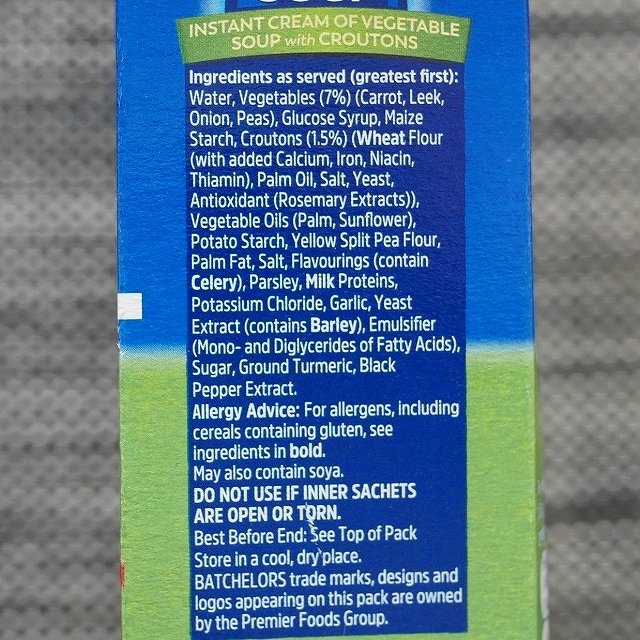 INSTANT CREAM OF VEGETABLE
SOUP with CROUTONS
Ingredients as served (greatest first):
Water, Vegetables (7%) (Carrot, Leek,
Onion, Peas), Glucose Syrup, Maize
Starch, Croutons (1.5%) (Wheat Flour
(with added Calcium, Iron, Niacin,
Thiamin), Palm Oil, Salt, Yeast,
Antioxidant (Rosemary Extracts)),
Vegetable Oils (Palm, Sunflower),
Potato Starch, Yellow Split Pea Flour,
Palm Fat, Salt, Flavourings (contain
Celery), Parsley, Milk Proteins,
Potassium Chloride, Garlic, Yeast
Extract (contains Barley), Emulsifier
(Mono- and Diglycerides of Fatty Acids),
Sugar, Ground Turmeric, Black
Pepper Extract.
Allergy Advice: For allergens, including
cereals containing gluten, see
ingredients in bold.
May also contain soya.
DO NOT USE IF INNER SACHETS
ARE OPEN OR TORN.
Best Before End: See Top of Pack
Store in a cool, dry place.
BATCHELORS trade marks, designs and
logos appearing on this pack are owned
by the Premier Foods Group.